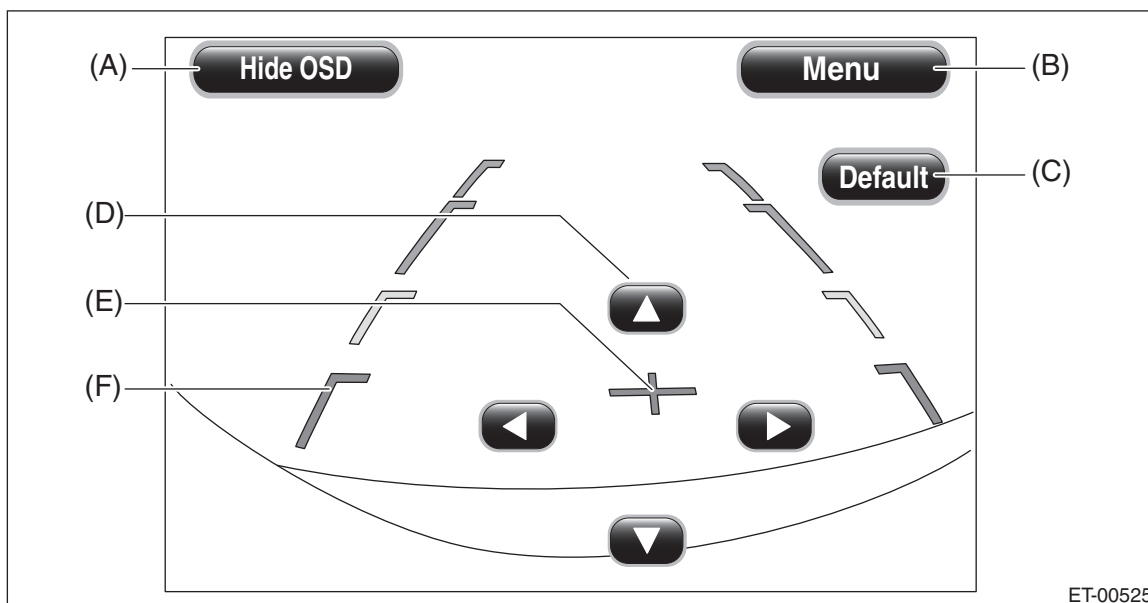 (A) Hide OSD Menu (B)
Default (C)
(D)
(E)
(F)
ET-00525